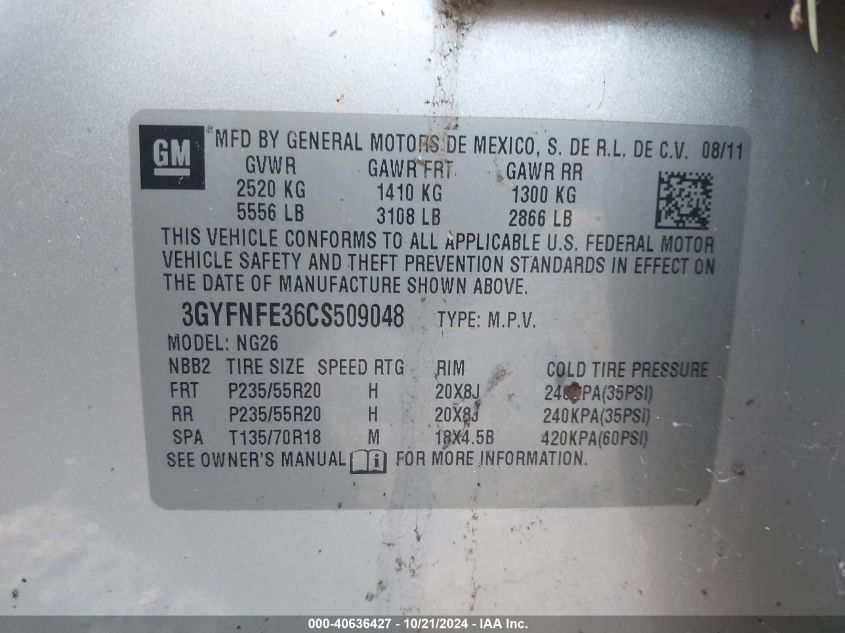 GM
MFD BY GENERAL MOTORS DE MEXICO, S. DE R.L. DE C.V. 08/11
GVWR GAWR FRT GAWR RR
2520 KG 1410 KG 1300 KG
5556 LB 3108 LB 2866 LB
THIS VEHICLE CONFORMS TO ALL APPLICABLE U.S. FEDERAL MOTOR
VEHICLE SAFETY AND THEFT PREVENTION STANDARDS IN EFFECT ON
THE DATE OF MANUFACTURE SHOWN ABOVE.
3GYFNFE36CS509048 TYPE: M.P.V.
MODEL: NG26
NBB2 TIRE SIZE SPEED RTG RIM COLD TIRE PRESSURE
FRT P235/55R20 H 20X8J 240KPA(35PSI)
RR P235/55R20 H 20X8J 240KPA(35PSI)
SPA T135/70R18 M 18X4.5B 420KPA(60PSI)
SEE OWNER'S MANUAL i FOR MORE INFORMATION.
000-40636427 - 10/21/2024 - IAA Inc.